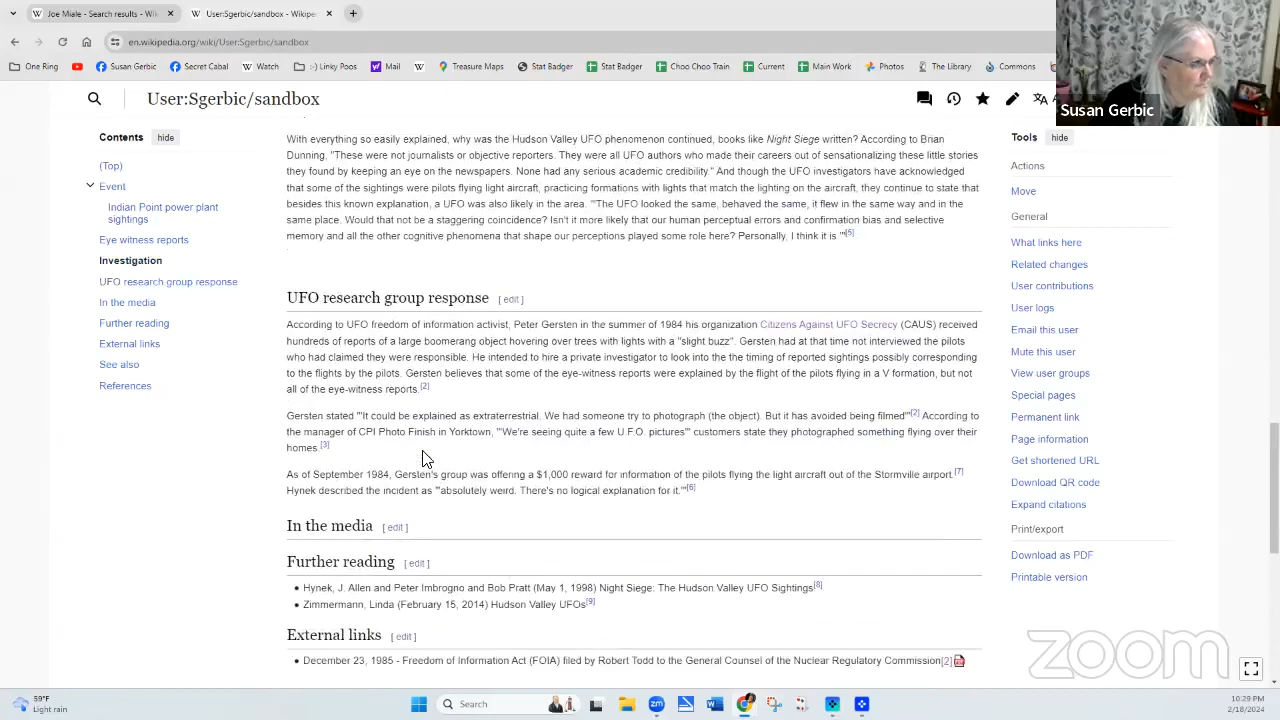 Joe Miale - Search results - Wiki
User:Sgerbic/sandbox - Wikipedi
en.wikipedia.org/wiki/User:Sgerbic/sandbox
One Ring
Susan Gerbic
Secret Cabal
Watch
:-) Linky Pooj
Mail
Treasure Maps
Stat Badger
Stat Badger
Choo Choo Train
Current
Main Work
Photos
The Library
Commons
Susan Gerbic
User:Sgerbic/sandbox
Contents hide
(Top)
Event
Indian Point power plant
sightings
Eye witness reports
Investigation
UFO research group response
In the media
Further reading
External links
See also
References
With everything so easily explained, why was the Hudson Valley UFO phenomenon continued, books like Night Siege written? According to Brian
Dunning, "These were not journalists or objective reporters. They were all UFO authors who made their careers out of sensationalizing these little stories
they found by keeping an eye on the newspapers. None had any serious academic credibility." And though the UFO investigators have acknowledged
that some of the sightings were pilots flying light aircraft, practicing formations with lights that match the lighting on the aircraft, they continue to state that
besides this known explanation, a UFO was also likely in the area. "'The UFO looked the same, behaved the same, it flew in the same way and in the
same place. Would that not be a staggering coincidence? Isn't it more likely that our human perceptual errors and confirmation bias and selective
memory and all the other cognitive phenomena that shape our perceptions played some role here? Personally, I think it is.'"[5]
UFO research group response [ edit ]
According to UFO freedom of information activist, Peter Gersten in the summer of 1984 his organization Citizens Against UFO Secrecy (CAUS) received
hundreds of reports of a large boomerang object hovering over trees with lights with a "slight buzz". Gersten had at that time not interviewed the pilots
who had claimed they were responsible. He intended to hire a private investigator to look into the the timing of reported sightings possibly corresponding
to the flights by the pilots. Gersten believes that some of the eye-witness reports were explained by the flight of the pilots flying in a V formation, but not
all of the eye-witness reports.[2]
Gersten stated "'It could be explained as extraterrestrial. We had someone try to photograph (the object). But it has avoided being filmed'"[2] According to
the manager of CPI Photo Finish in Yorktown, "'We're seeing quite a few U.F.O. pictures'" customers state they photographed something flying over their
homes.[3]
As of September 1984, Gersten's group was offering a $1,000 reward for information of the pilots flying the light aircraft out of the Stormville airport.[7]
Hynek described the incident as "'absolutely weird. There's no logical explanation for it.'"[6]
In the media [ edit ]
Further reading [ edit ]
Hynek, J. Allen and Peter Imbrogno and Bob Pratt (May 1, 1998) Night Siege: The Hudson Valley UFO Sightings[8]
Zimmermann, Linda (February 15, 2014) Hudson Valley UFOs[9]
External links [ edit ]
December 23, 1985 - Freedom of Information Act (FOIA) filed by Robert Todd to the General Counsel of the Nuclear Regulatory Commission[2]
Tools hide
Actions
Move
General
What links here
Related changes
User contributions
User logs
Email this user
Mute this user
View user groups
Special pages
Permanent link
Page information
Get shortened URL
Download QR code
Expand citations
Print/export
Download as PDF
Printable version
zoom
59°F
Light rain
Search
10:29 PM
2/18/2024